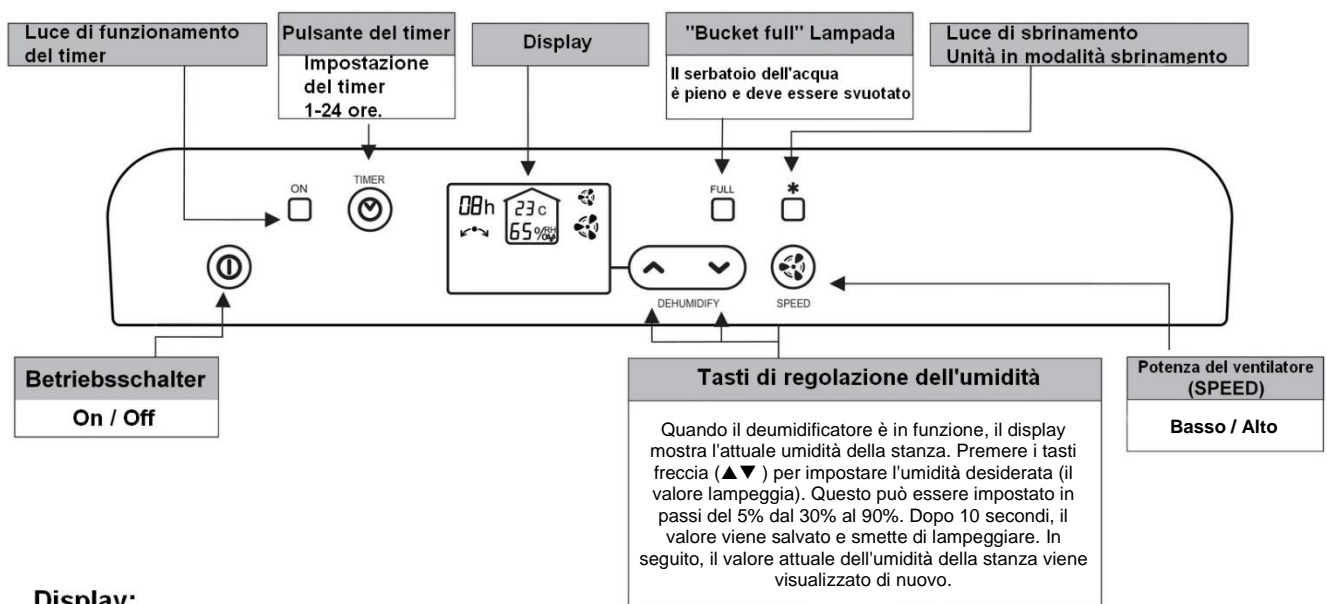 Luce di funzionamento
del timer
Pulsante del timer
Impostazione
del timer
1-24 ore.
Display
"Bucket full" Lampada
Il serbatoio dell'acqua
è pieno e deve essere svuotato
Luce di sbrinamento
Unità in modalità sbrinamento
ON
TIMER
08h
23c
65%RH
FULL
*
DEHUMIDIFY
SPEED
Betriebsschalter
On / Off
Tasti di regolazione dell'umidità
Quando il deumidificatore è in funzione, il display
mostra l'attuale umidità della stanza. Premere i tasti
freccia (▲▼ ) per impostare l'umidità desiderata (il
valore lampeggia). Questo può essere impostato in
passi del 5% dal 30% al 90%. Dopo 10 secondi, il
valore viene salvato e smette di lampeggiare. In
seguito, il valore attuale dell'umidità della stanza viene
visualizzato di nuovo.
Potenza del ventilatore
(SPEED)
Basso / Alto
Display: